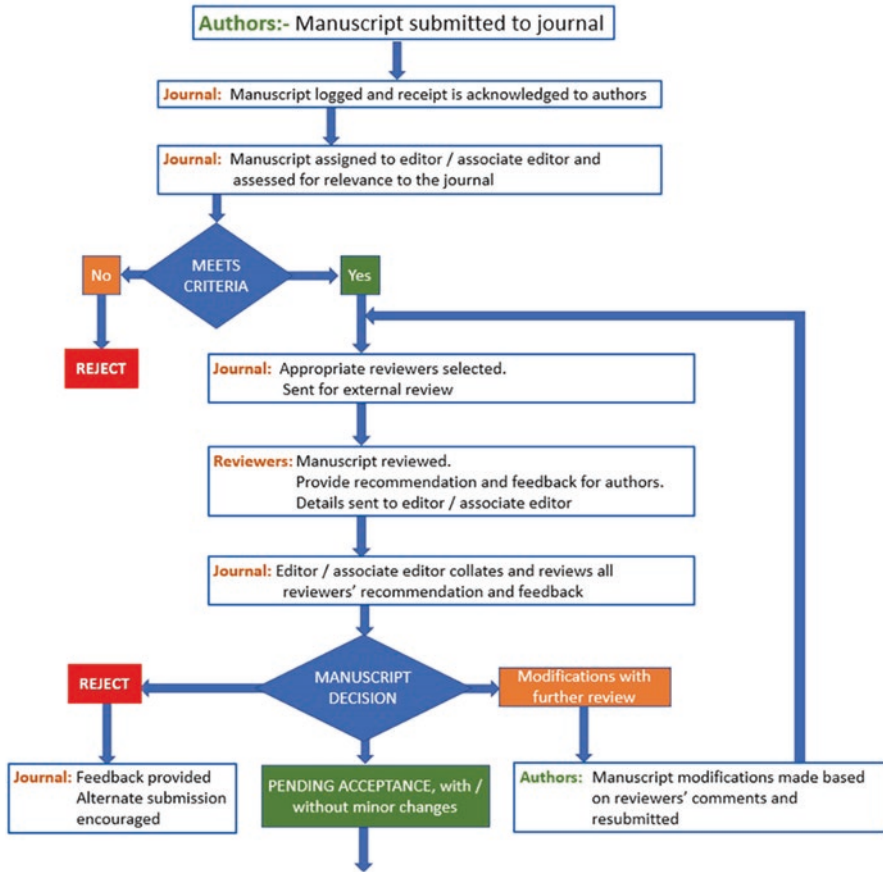 Authors:- Manuscript submitted to journal
Journal: Manuscript logged and receipt is acknowledged to authors
Journal: Manuscript assigned to editor / associate editor and
assessed for relevance to the journal
MEETS
CRITERIA
No
Yes
REJECT
Journal: Appropriate reviewers selected.
Sent for external review
Reviewers: Manuscript reviewed.
Provide recommendation and feedback for authors.
Details sent to editor / associate editor
Journal: Editor / associate editor collates and reviews all
reviewers' recommendation and feedback
MANUSCRIPT
DECISION
REJECT
Modifications with
further review
Journal: Feedback provided
Alternate submission
encouraged
PENDING ACCEPTANCE, with /
without minor changes
Authors: Manuscript modifications made based
on reviewers' comments and
resubmitted